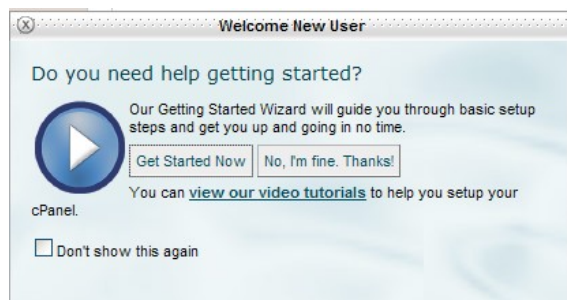 Welcome New User
Do you need help getting started?
Our Getting Started Wizard will guide you through basic setup
steps and get you up and going in no time.
Get Started Now No, I'm fine. Thanks!
You can view our video tutorials to help you setup your
cPanel.
Don't show this again